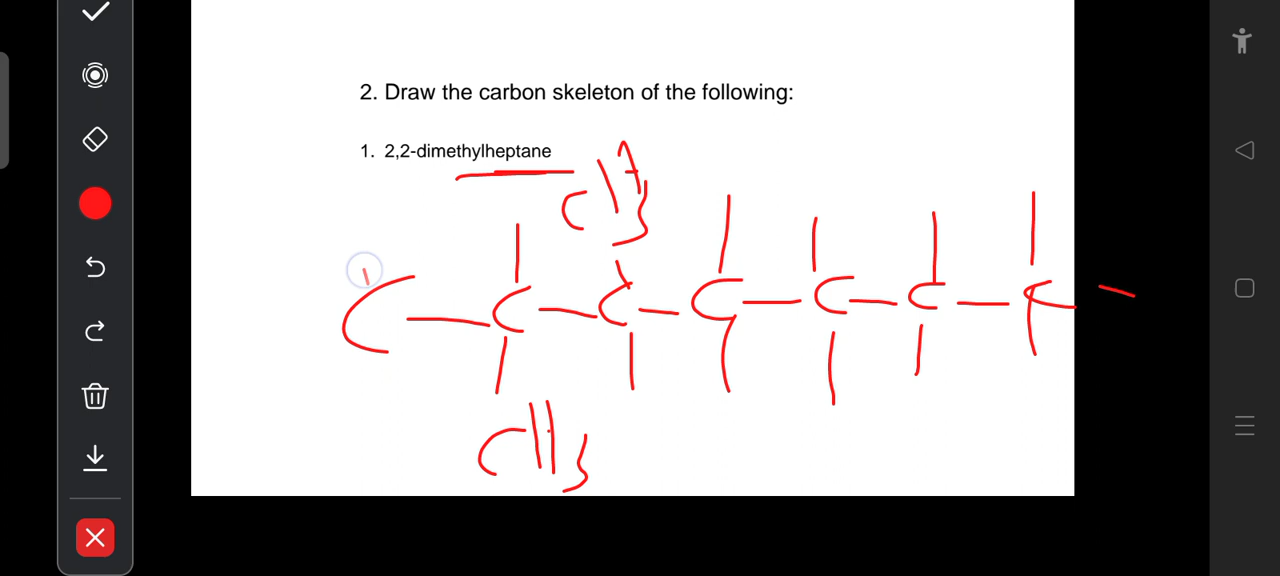 2. Draw the carbon skeleton of the following:
1. 2,2-dimethylheptane
CH3
C C C C C C C
CH3